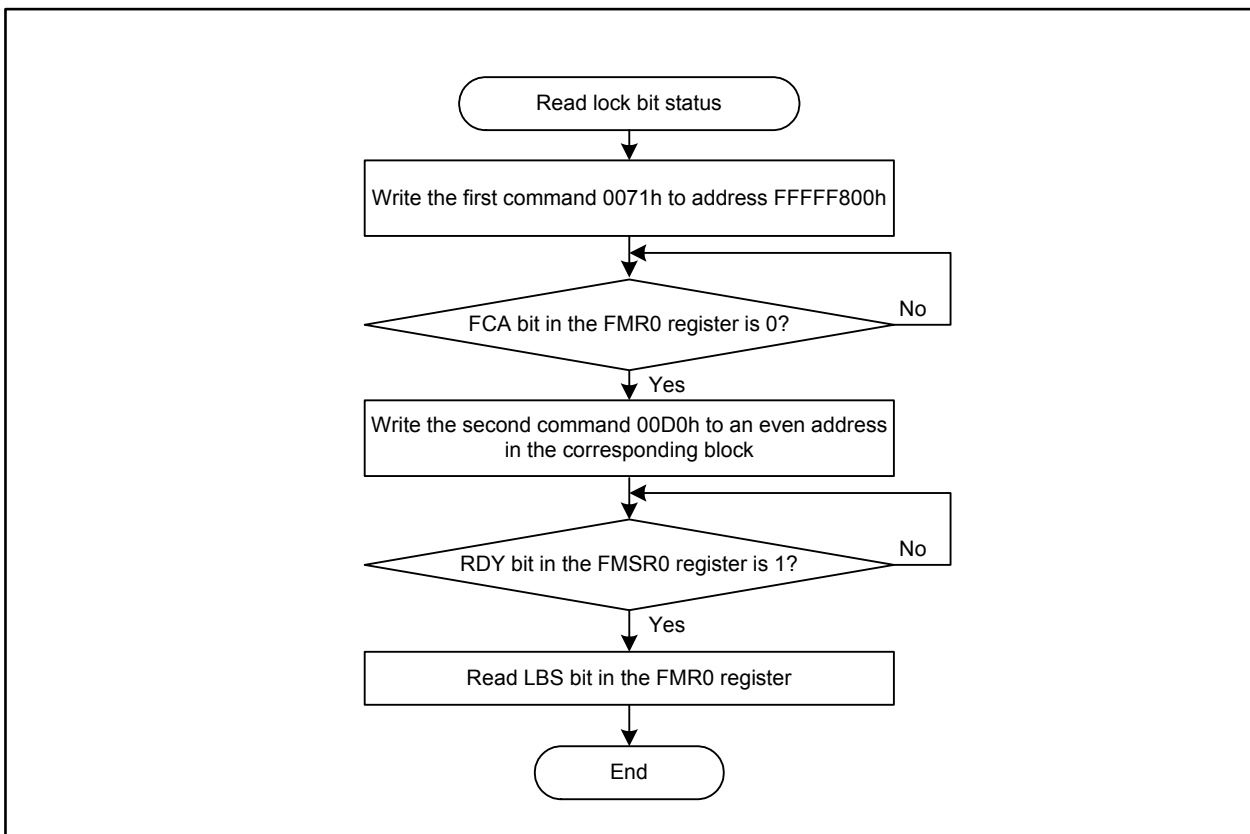 Read lock bit status
Write the first command 0071h to address FFFFF800h
FCA bit in the FMR0 register is 0?
No
Yes
Write the second command 00D0h to an even address
in the corresponding block
RDY bit in the FMSR0 register is 1?
No
Yes
Read LBS bit in the FMR0 register
End